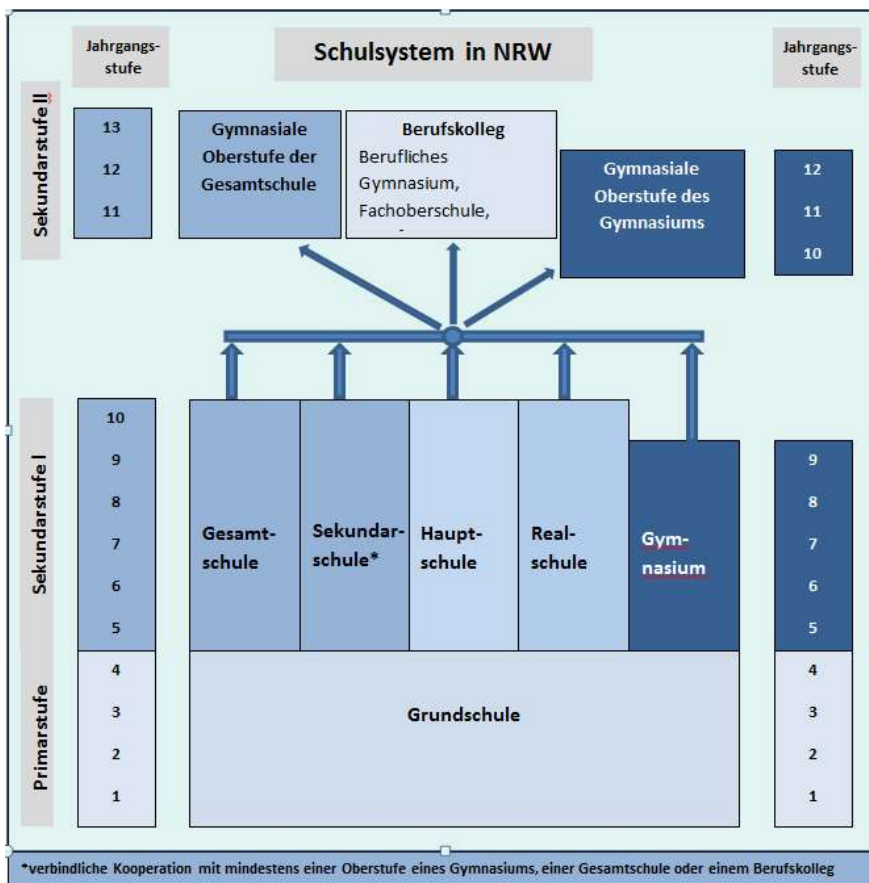 Jahrgangs-
stufe
Schulsystem in NRW
Jahrgangs-
stufe
Sekundarstufe II
13
12
11
Gymnasiale
Oberstufe der
Gesamtschule
Berufskolleg
Berufliches
Gymnasium,
Fachoberschule,
Gymnasiale
Oberstufe des
Gymnasiums
12
11
10
Sekundarstufe I
10
9
8
7
6
5
Gesamt-
schule
Sekundar-
schule*
Haupt-
schule
Real-
schule
Gym-
nasium
9
8
7
6
5
Primarstufe
4
3
2
1
Grundschule
4
3
2
1
*verbindliche Kooperation mit mindestens einer Oberstufe eines Gymnasiums, einer Gesamtschule oder einem Berufskolleg